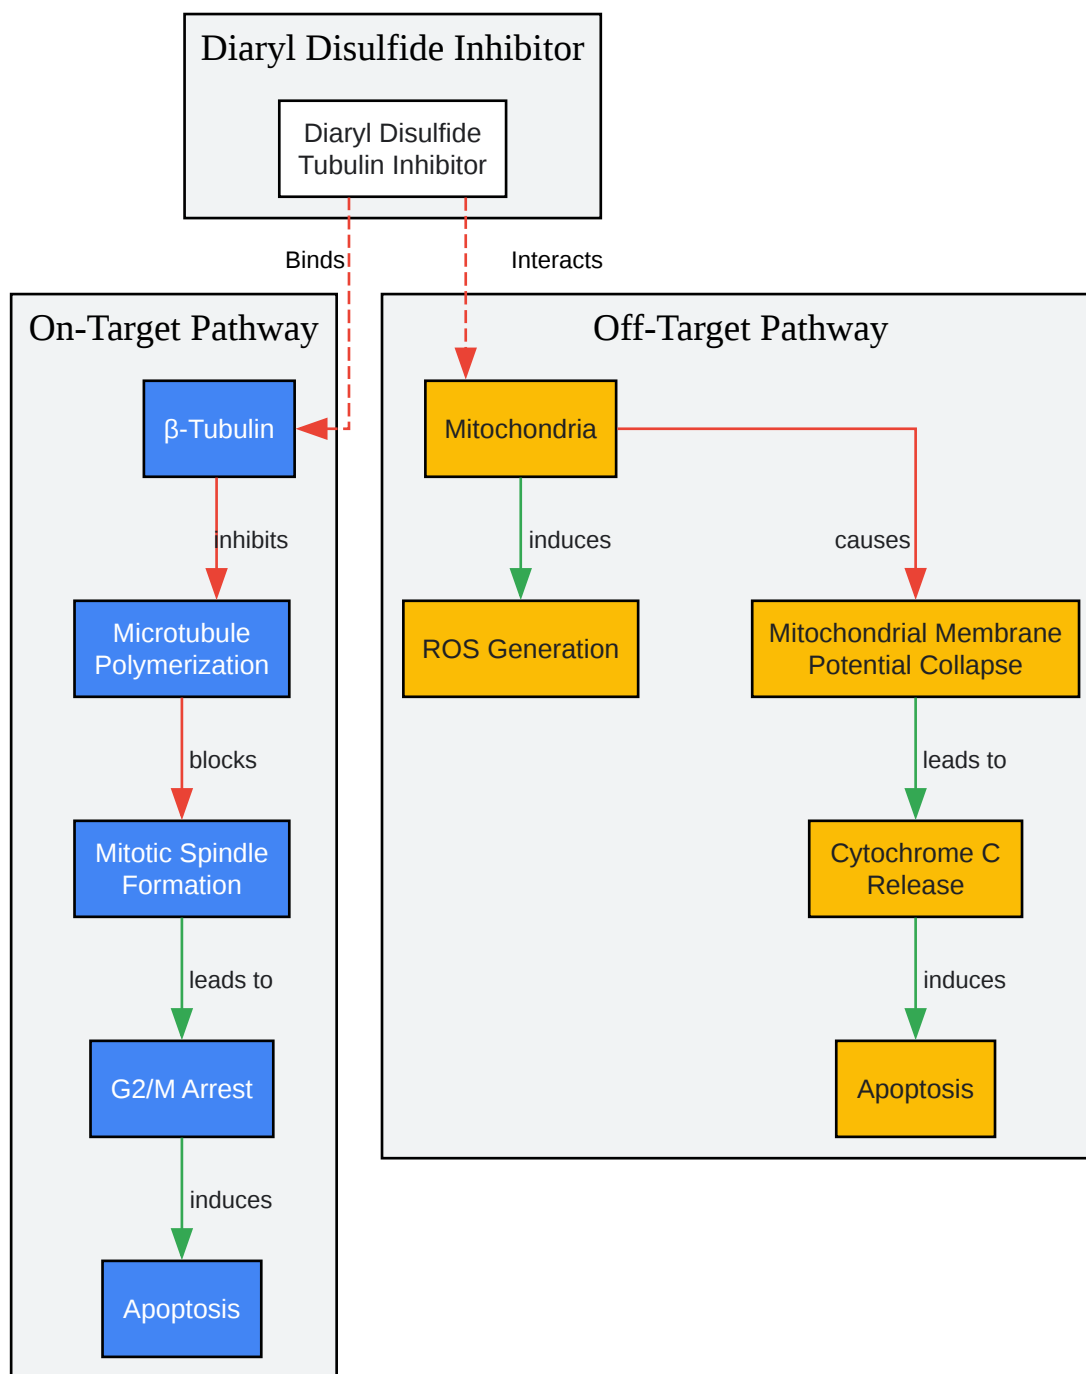 Diaryl Disulfide Inhibitor
Diaryl Disulfide
Tubulin Inhibitor
Binds
Interacts
On-Target Pathway
β-Tubulin
inhibits
Microtubule
Polymerization
blocks
Mitotic Spindle
Formation
leads to
G2/M Arrest
induces
Apoptosis
Off-Target Pathway
Mitochondria
induces
causes
ROS Generation
Mitochondrial Membrane
Potential Collapse
leads to
Cytochrome C
Release
induces
Apoptosis